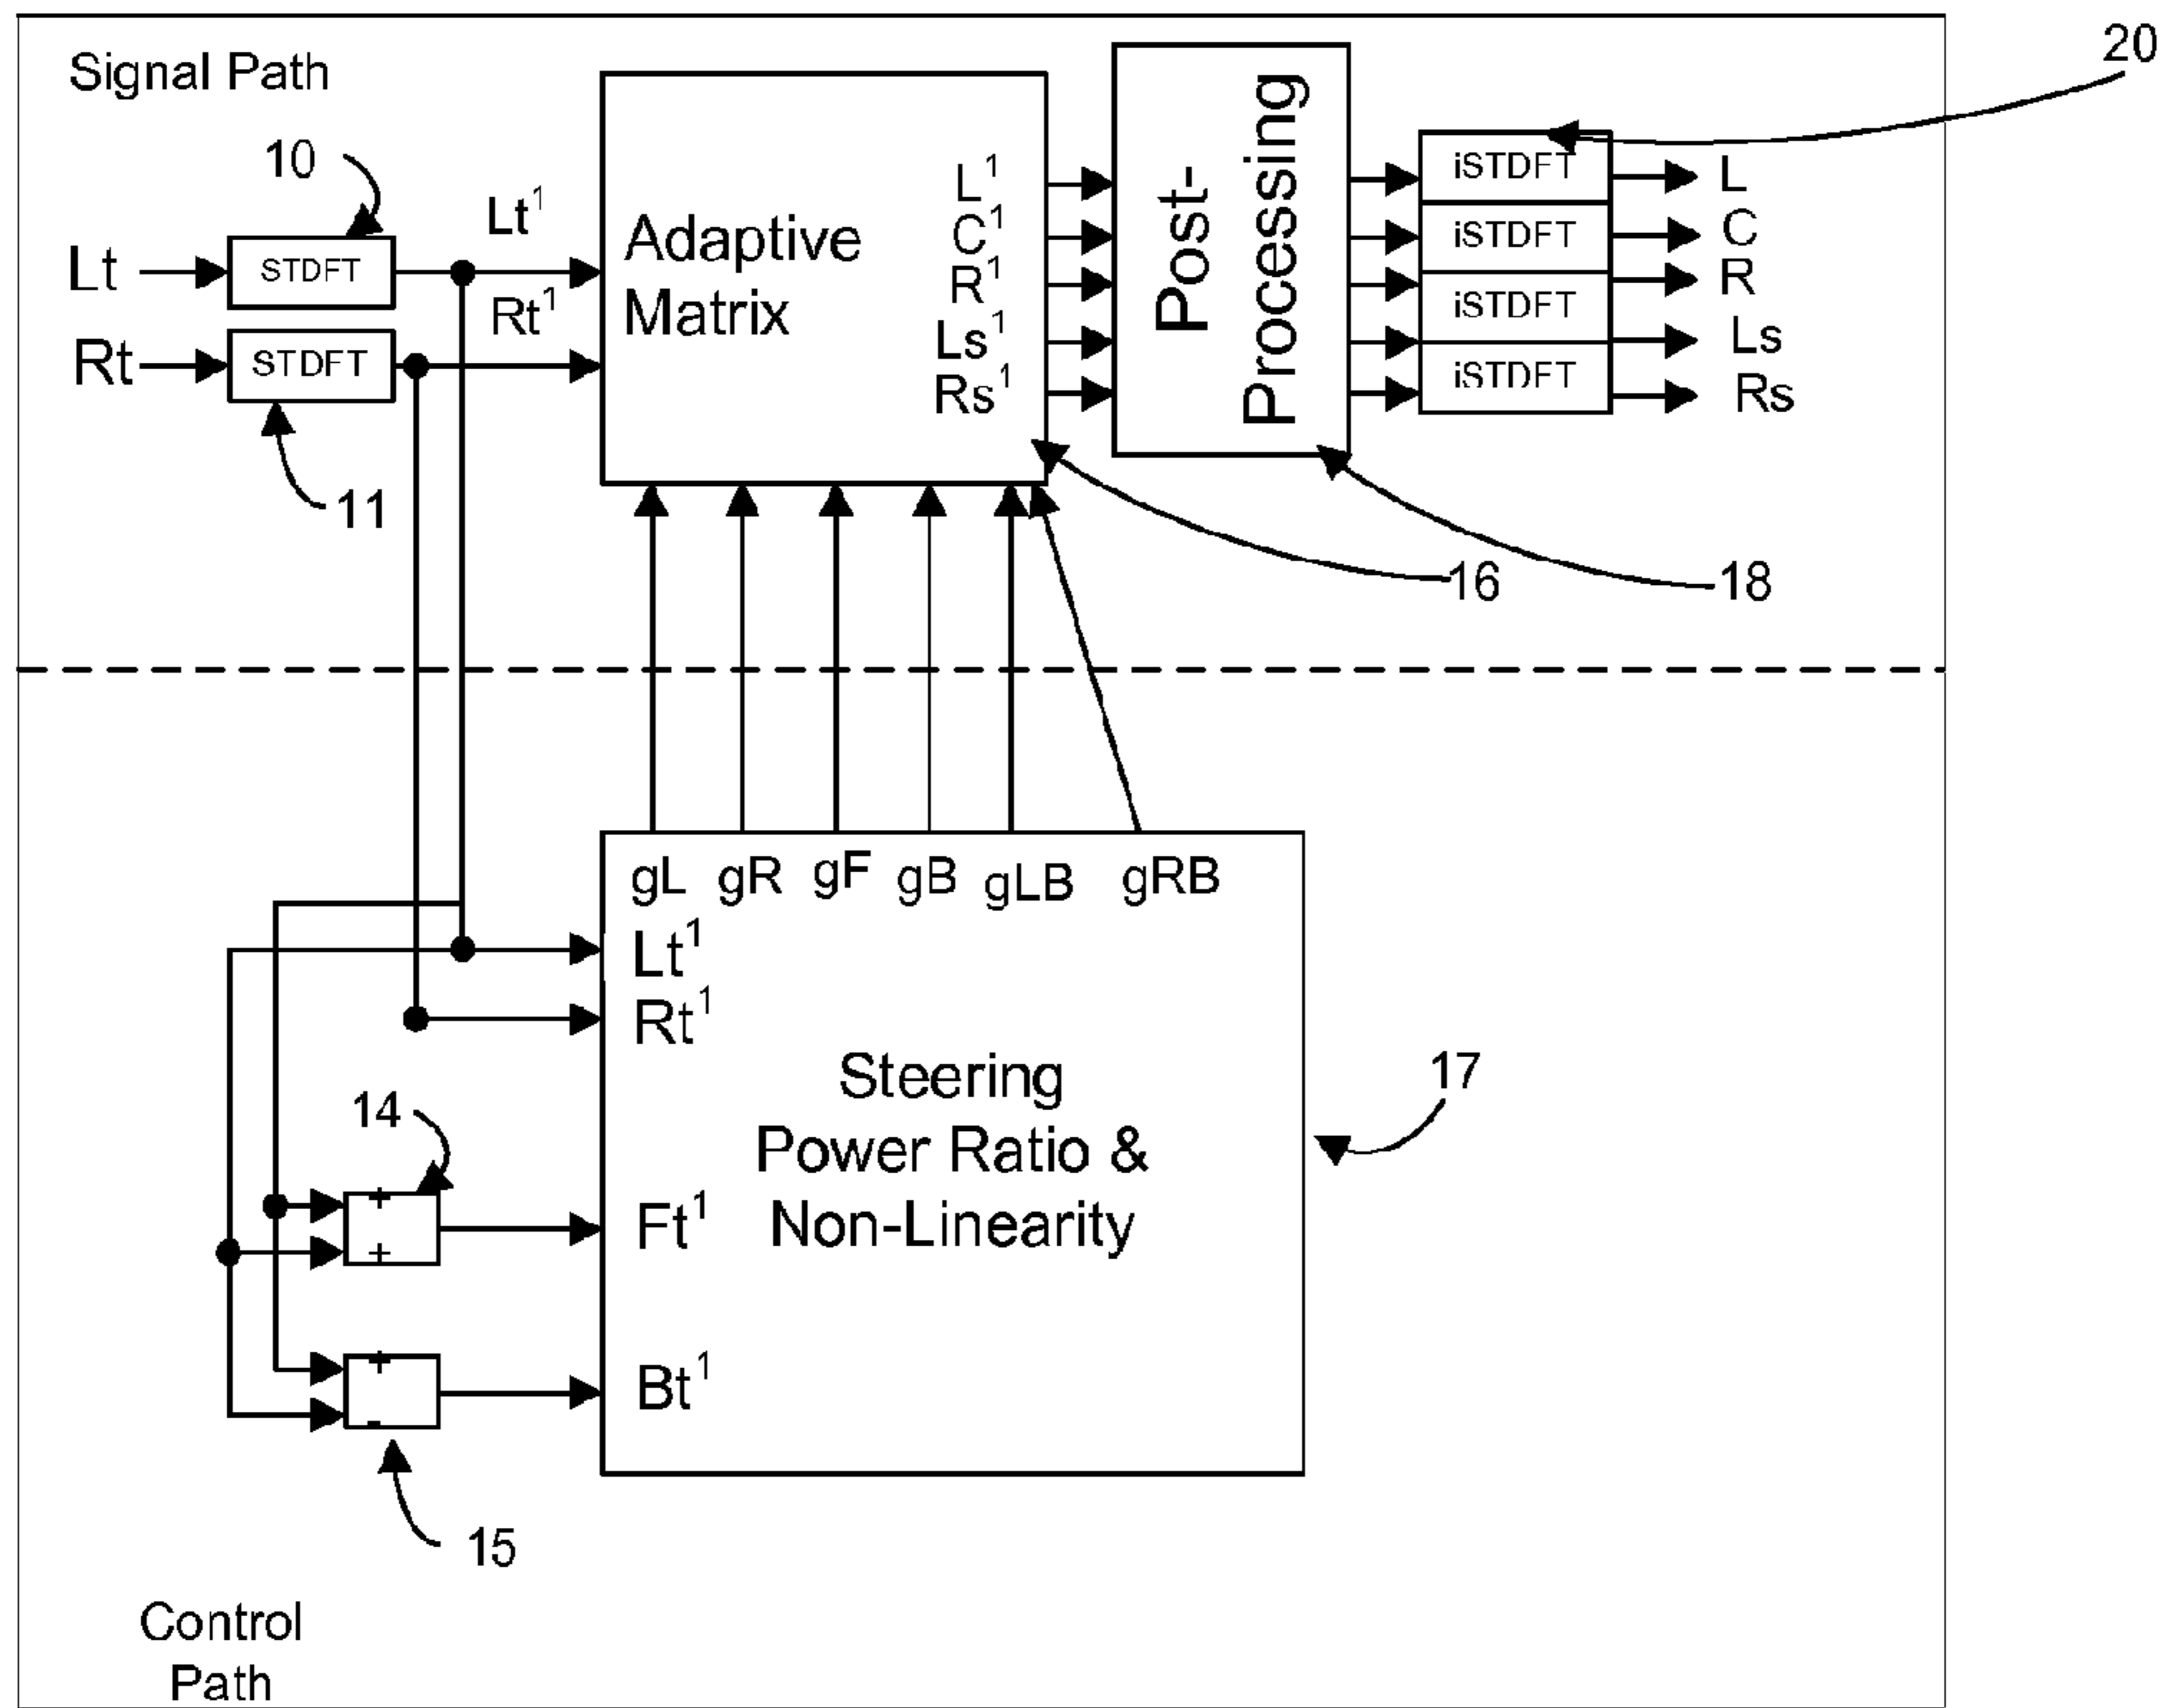 Signal Path
20
10
Lt¹
Lt
STDFT
Rt¹
Rt
STDFT
11
Adaptive
Matrix
L¹
C¹
R¹
Ls¹
Rs¹
Post-
Processing
iSTDFT
iSTDFT
iSTDFT
iSTDFT
L
C
R
Ls
Rs
16
18
gL gR gF gB gLB gRB
Lt¹
Rt¹
Steering
Power Ratio &
Non-Linearity
17
14
+
+
Ft¹
+
-
Bt¹
15
Control
Path